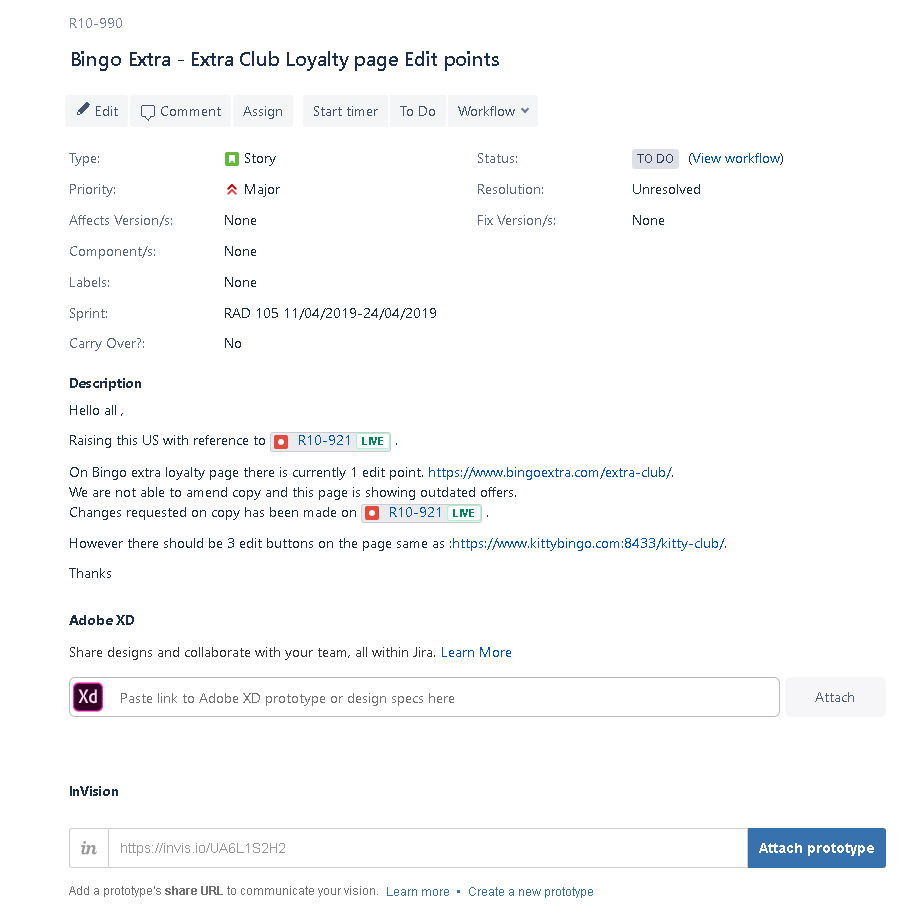 R10-990
Bingo Extra - Extra Club Loyalty page Edit points
Edit Comment Assign Start timer To Do Workflow
Type: Story Status: TO DO (View workflow)
Priority: Major Resolution: Unresolved
Affects Version/s: None Fix Version/s: None
Component/s: None
Labels: None
Sprint: RAD 105 11/04/2019-24/04/2019
Carry Over?: No
Description
Hello all ,
Raising this US with reference to R10-921 LIVE .
On Bingo extra loyalty page there is currently 1 edit point. https://www.bingoextra.com/extra-club/.
We are not able to amend copy and this page is showing outdated offers.
Changes requested on copy has been made on R10-921 LIVE .
However there should be 3 edit buttons on the page same as :https://www.kittybingo.com:8433/kitty-club/.
Thanks
Adobe XD
Share designs and collaborate with your team, all within Jira. Learn More
Xd Paste link to Adobe XD prototype or design specs here Attach
InVision
in https://invis.io/UA6L1S2H2 Attach prototype
Add a prototype's share URL to communicate your vision. Learn more • Create a new prototype